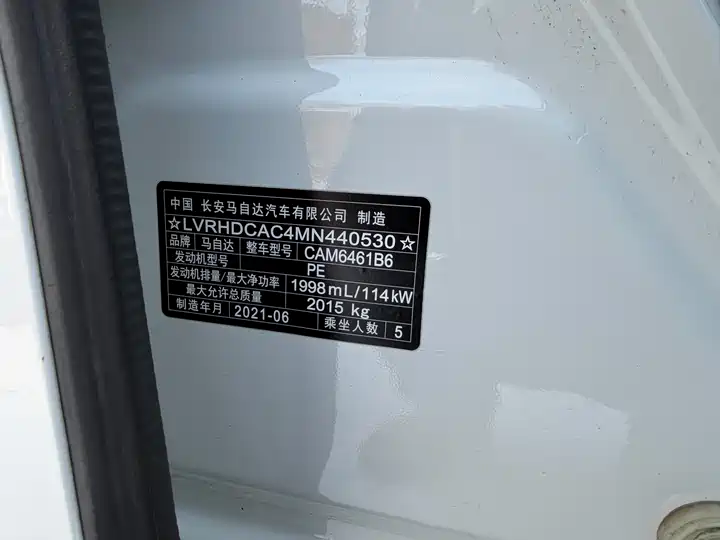 中国 长安马自达汽车有限公司 制造
☆LVRHDCAC4MN440530☆
品牌 马自达 整车型号 CAM6461B6
发动机型号 PE
发动机排量/最大净功率 1998mL/114kW
最大允许总质量 2015 kg
制造年月 2021-06 乘坐人数 5